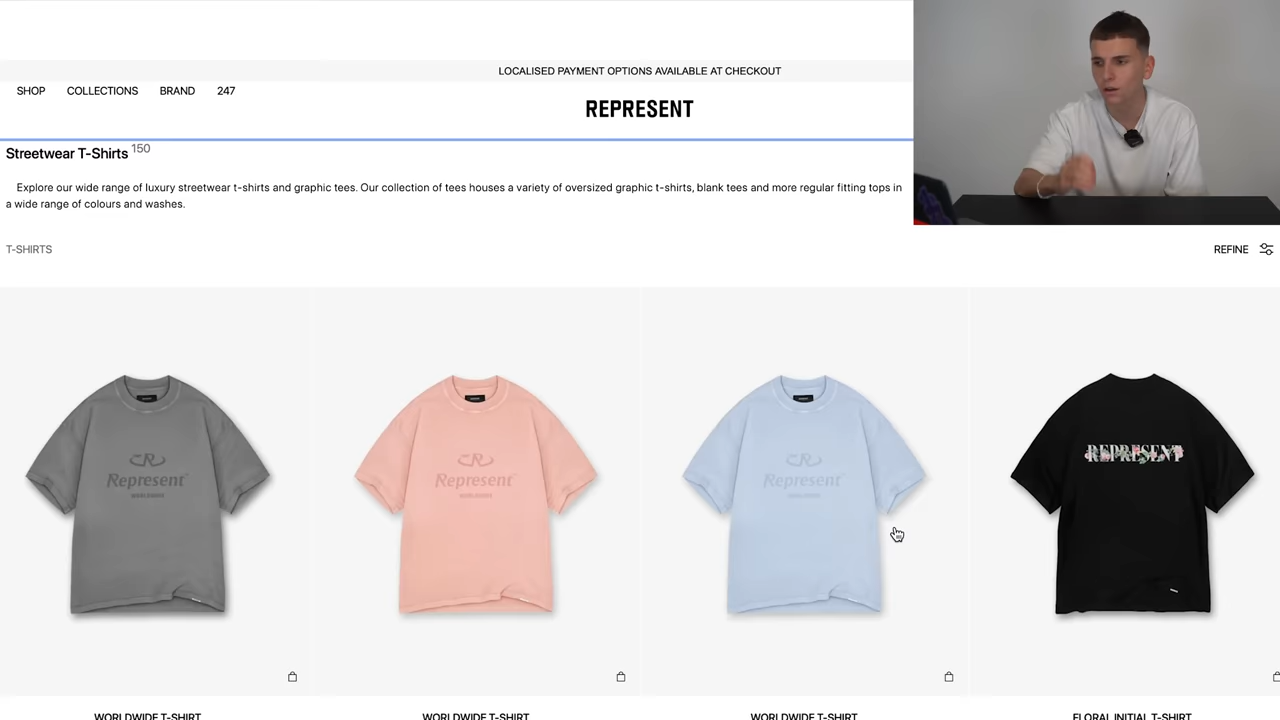 LOCALISED PAYMENT OPTIONS AVAILABLE AT CHECKOUT
SHOP COLLECTIONS BRAND 247
REPRESENT
Streetwear T-Shirts 150
Explore our wide range of luxury streetwear t-shirts and graphic tees. Our collection of tees houses a variety of oversized graphic t-shirts, blank tees and more regular fitting tops in
a wide range of colours and washes.
T-SHIRTS
REFINE
R
Represent
WORLDWIDE
R
Represent
WORLDWIDE
R
Represent
WORLDWIDE
REPRESENT
WORLDWIDE T-SHIRT
WORLDWIDE T-SHIRT
WORLDWIDE T-SHIRT
FLORAL INITIAL T-SHIRT